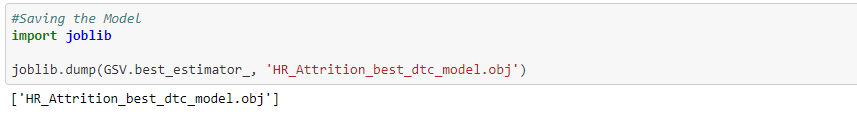 #Saving the Model
import joblib
joblib.dump(GSV.best_estimator_, 'HR_Attrition_best_dtc_model.obj')
['HR_Attrition_best_dtc_model.obj']